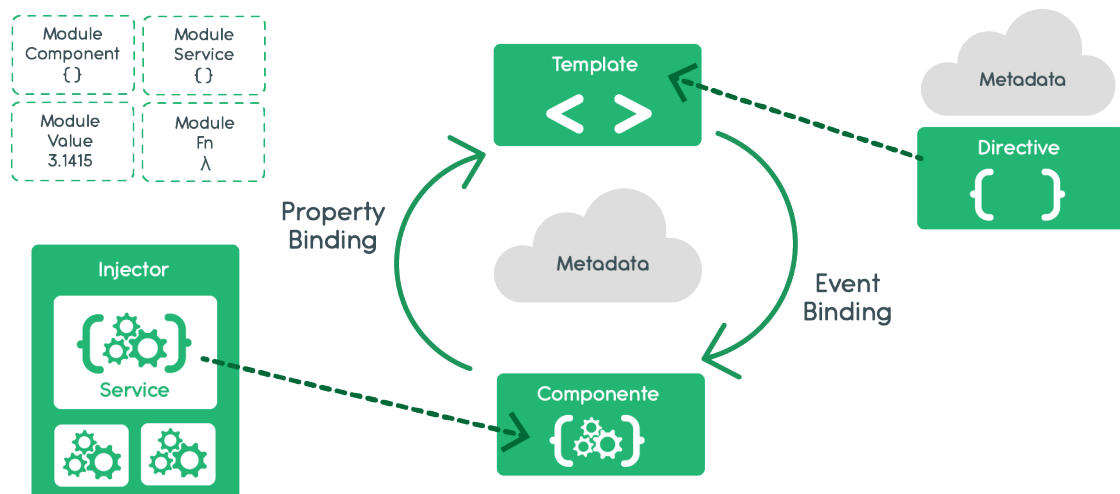 Module
Component
{}
Module
Service
{}
Module
Value
3.1415
Module
Fn
λ
Template
< >
Metadata
Directive
{ }
Property
Binding
Metadata
Event
Binding
Injector
{ }
Service
Componente
{ }